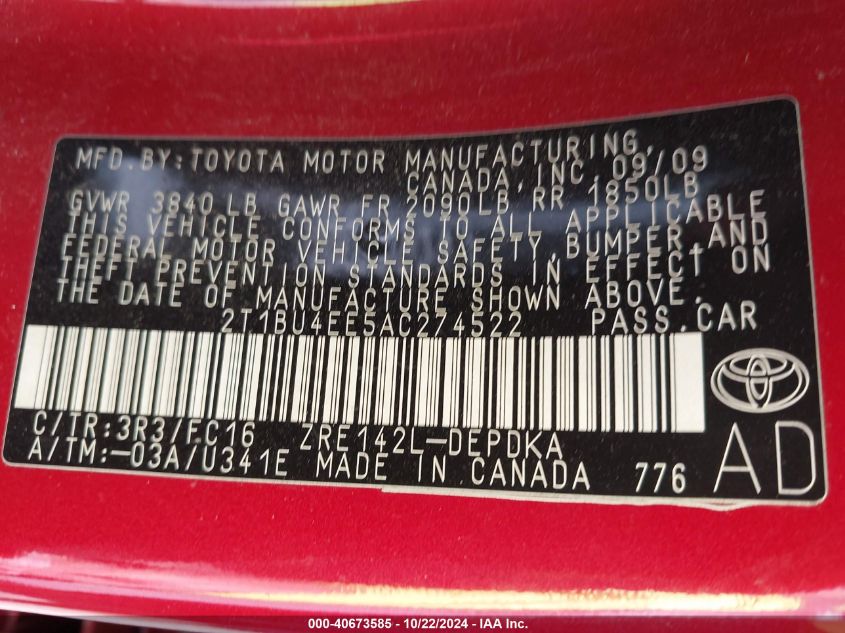 MFD.BY:TOYOTA MOTOR MANUFACTURING,
CANADA,INC.09/09
GVWR 3840 LB GAWR FR 2090LB RR 1850LB
THIS VEHICLE CONFORMS TO ALL APPLICABLE
FEDERAL MOTOR VEHICLE SAFETY,BUMPER,AND
THEFT PREVENTION STANDARDS IN EFFECT ON
THE DATE OF MANUFACTURE SHOWN ABOVE.
2T1BU4EE5AC274522 PASS.CAR
C/TR:3R3/FC16 ZRE142L-DEPDKA
A/TM:-03A/U341E MADE IN CANADA 776 AD
000-40673585 - 10/22/2024 - IAA Inc.